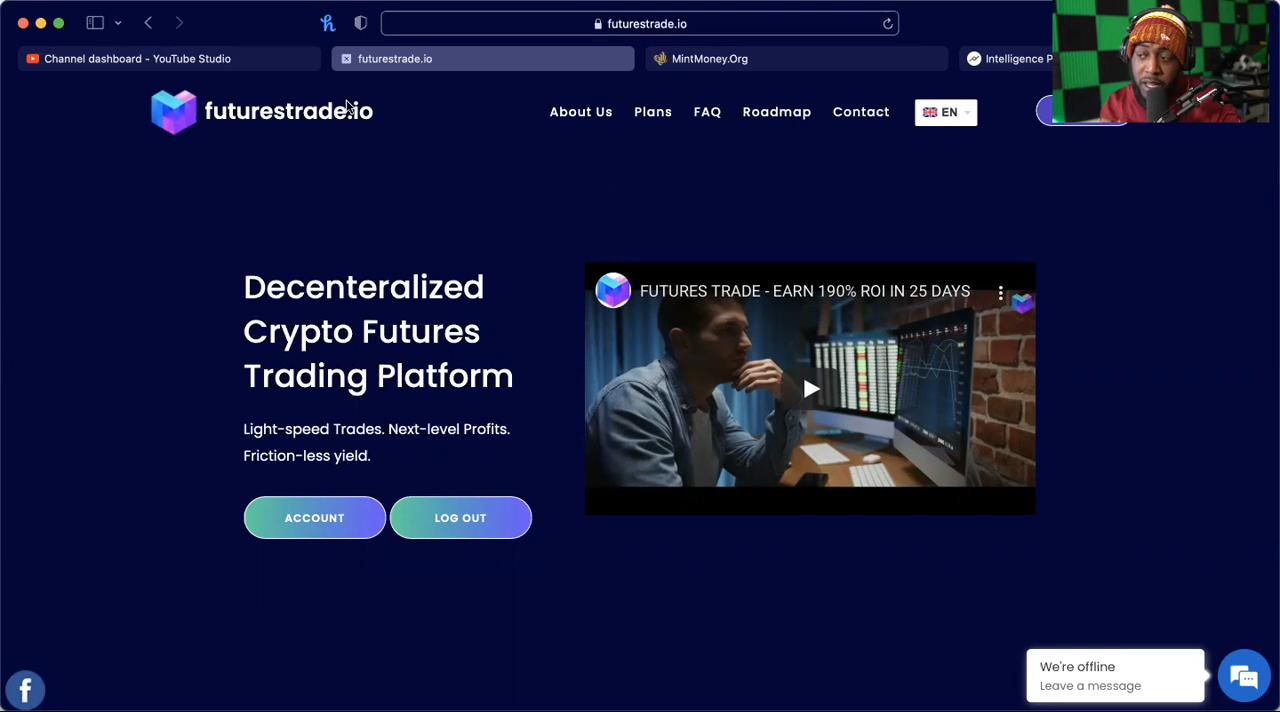 futurestrade.io
Channel dashboard - YouTube Studio
futurestrade.io
MintMoney.Org
Intelligence P
futurestrade.io
About Us
Plans
FAQ
Roadmap
Contact
EN
Decenteralized
Crypto Futures
Trading Platform
Light-speed Trades. Next-level Profits.
Friction-less yield.
ACCOUNT
LOG OUT
FUTURES TRADE - EARN 190% ROI IN 25 DAYS
We're offline
Leave a message